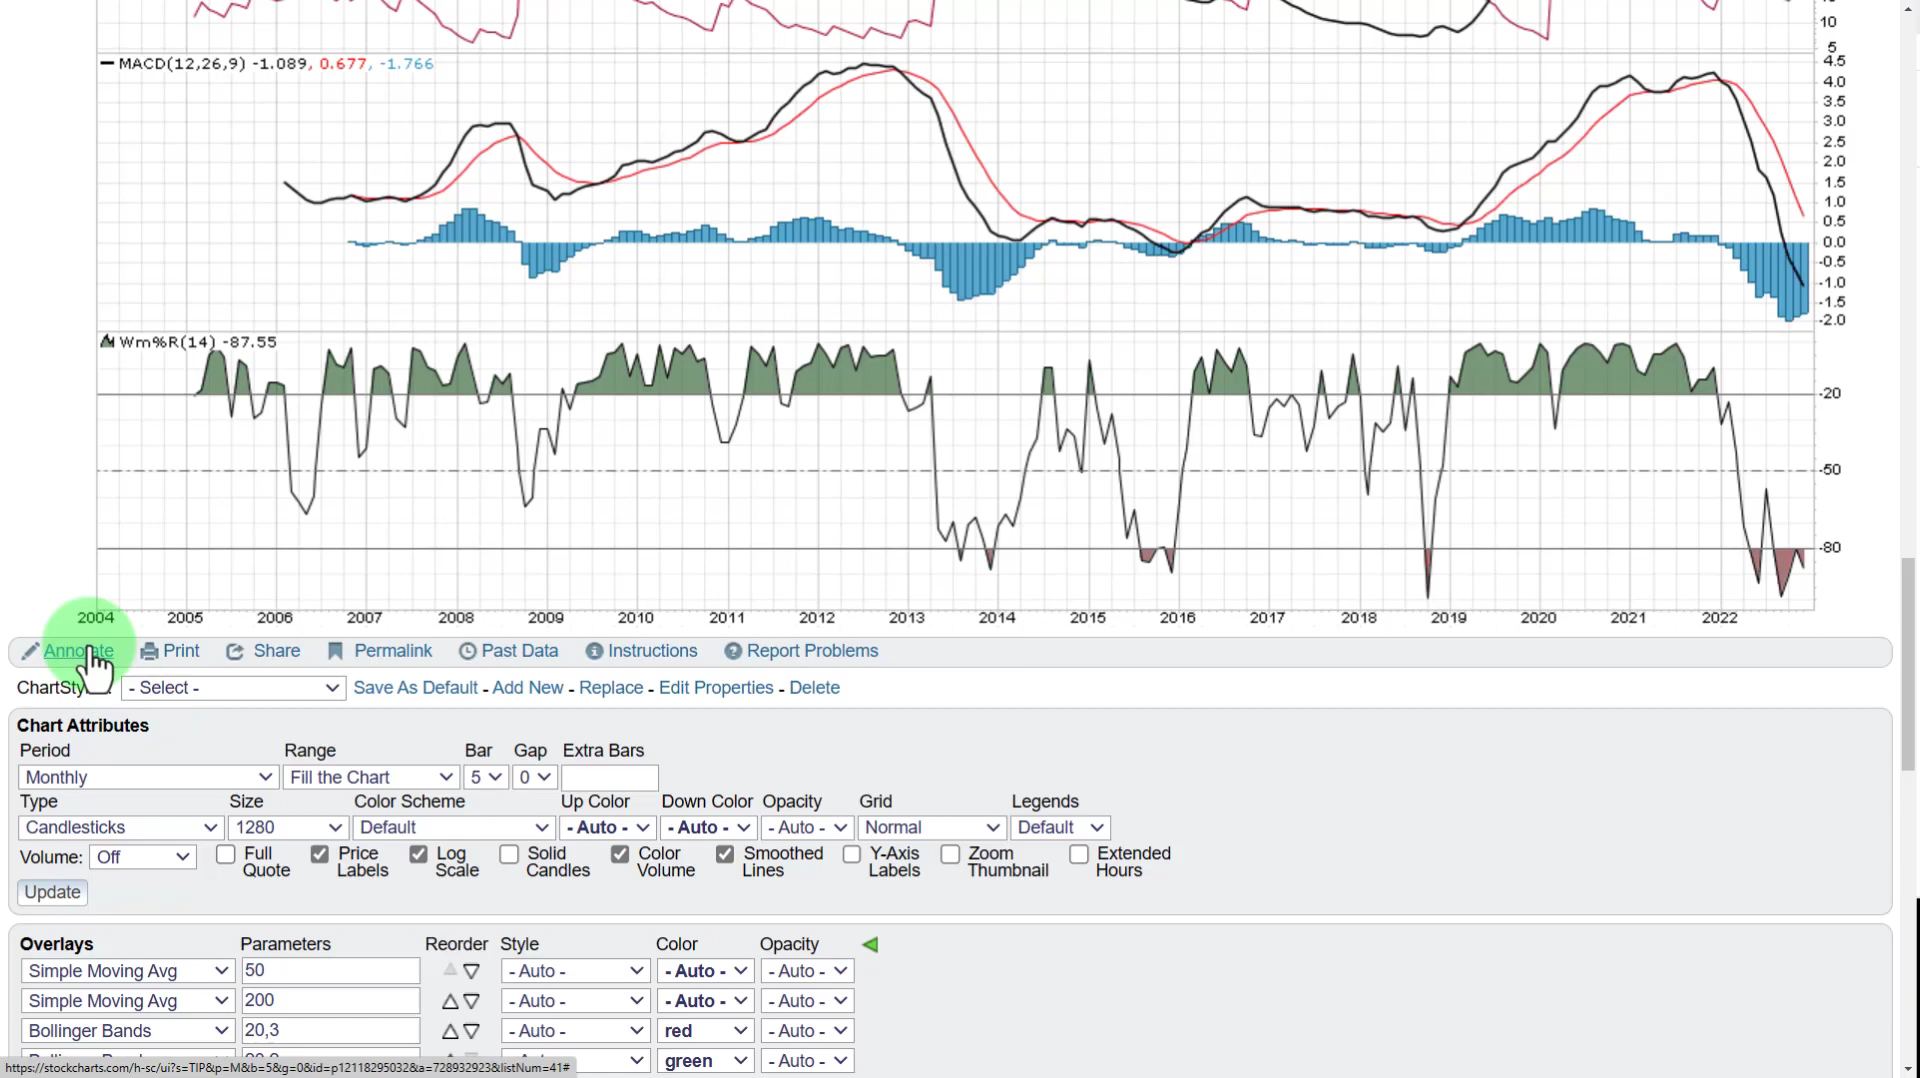 10
5
MACD(12,26,9) -1.089, 0.677, -1.766
4.5
4.0
3.5
3.0
2.5
2.0
1.5
1.0
0.5
0.0
-0.5
-1.0
-1.5
-2.0
Wm%R(14) -87.55
-20
-50
-80
2004 2005 2006 2007 2008 2009 2010 2011 2012 2013 2014 2015 2016 2017 2018 2019 2020 2021 2022
Annotate Print Share Permalink Past Data Instructions Report Problems
- Select - Save As Default - Add New - Replace - Edit Properties - Delete
Chart Attributes
Period Range Bar Gap Extra Bars
Monthly Fill the Chart 5 0
Type Size Color Scheme Up Color Down Color Opacity Grid Legends
Candlesticks 1280 Default - Auto - - Auto - - Auto - Normal Default
Volume: Off Full Quote Price Labels Log Scale Solid Candles Color Volume Smoothed Lines Y-Axis Labels Zoom Thumbnail Extended Hours
Update
Overlays Parameters Reorder Style Color Opacity
Simple Moving Avg 50 - Auto - - Auto - - Auto -
Simple Moving Avg 200 - Auto - - Auto - - Auto -
Bollinger Bands 20,3 - Auto - red - Auto -
green - Auto -
https://stockcharts.com/h-sc/ui?s=TIP&p=M&b=5&g=0&id=p12118295032&a=728932923&listNum=41#